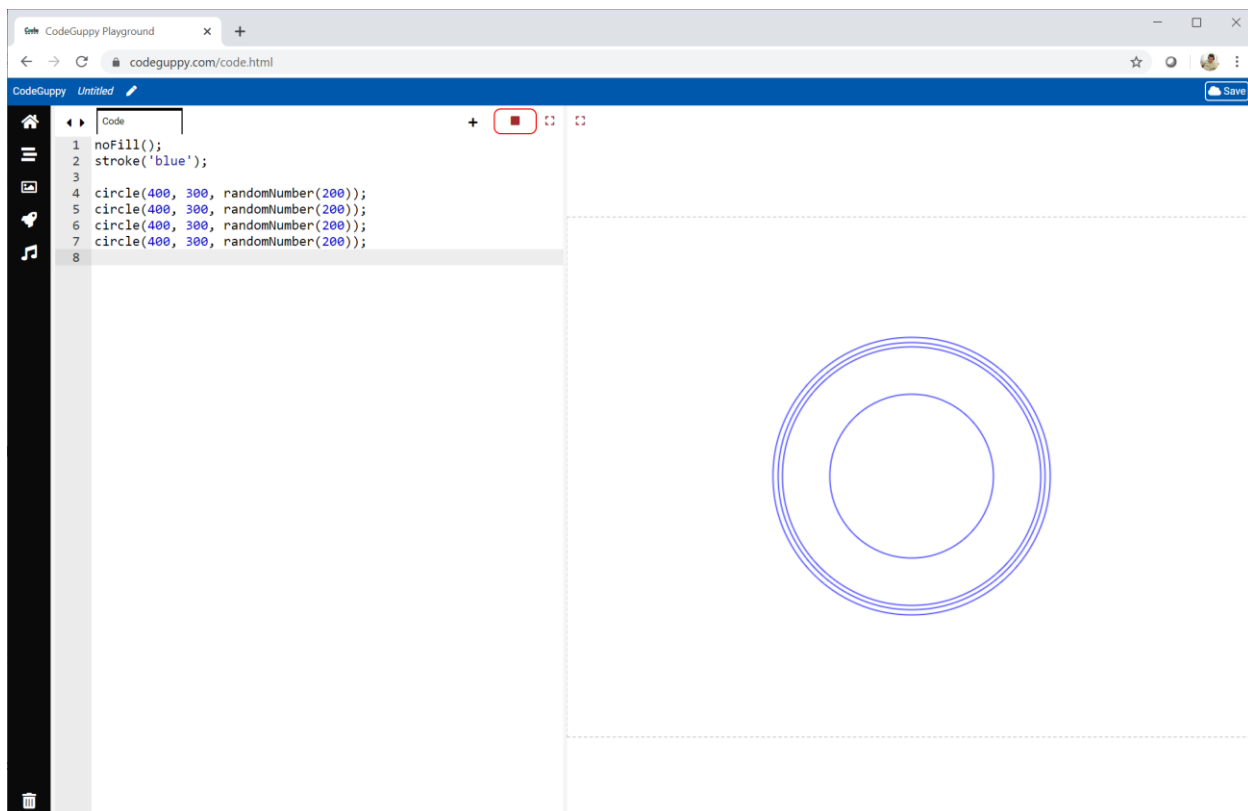 Code CodeGuppy Playground
codeguppy.com/code.html
CodeGuppy Untitled Save
Code
1 noFill();
2 stroke('blue');
3
4 circle(400, 300, randomNumber(200));
5 circle(400, 300, randomNumber(200));
6 circle(400, 300, randomNumber(200));
7 circle(400, 300, randomNumber(200));
8